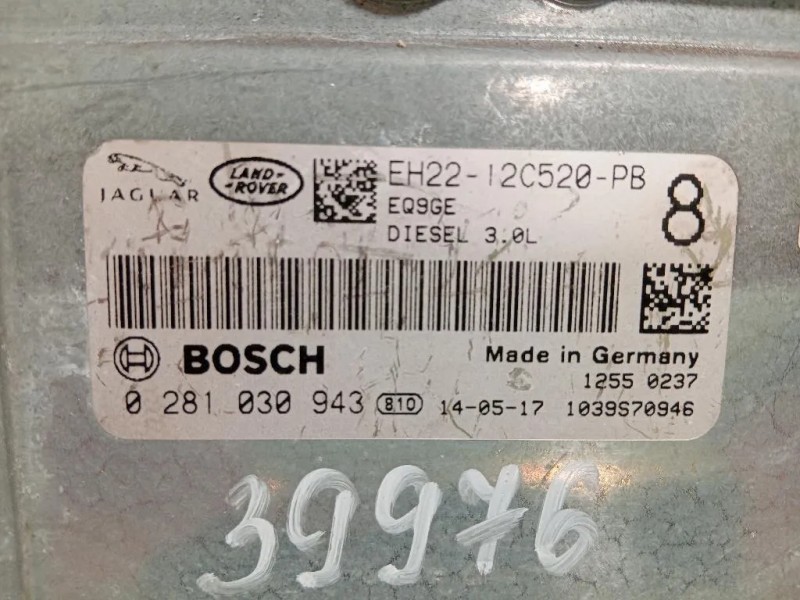 JAGUAR
LAND-
-ROVER
EH22-12C520-PB
EQ9GE
DIESEL 3.0L
8
BOSCH
Made in Germany
1255 0237
0 281 030 943 810 14-05-17 1039S70946
39976